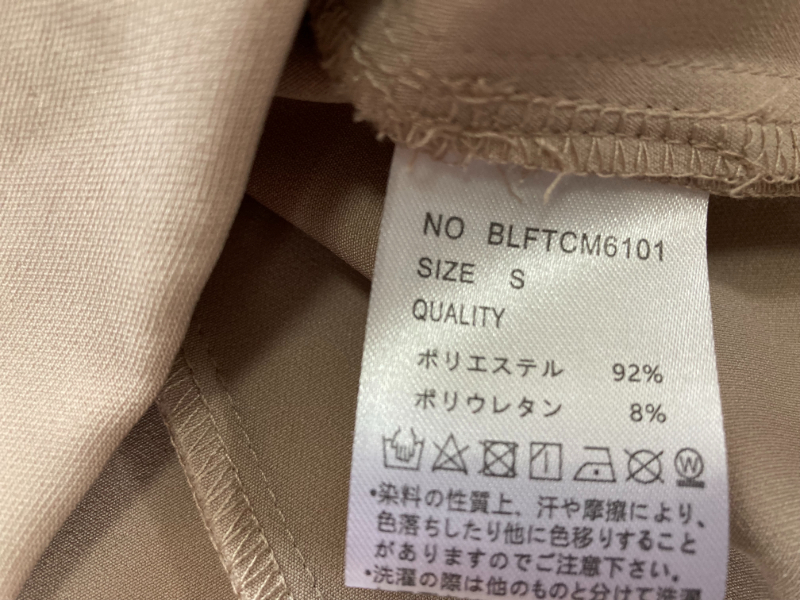 NO BLFTCM6101
SIZE S
QUALITY
ポリエステル 92%
ポリウレタン 8%
W
•染料の性質上、汗や摩擦により、
色落ちしたり他に色移りすること
がありますのでご注意下さい。
•洗濯の際は他のものと分けて洗濯